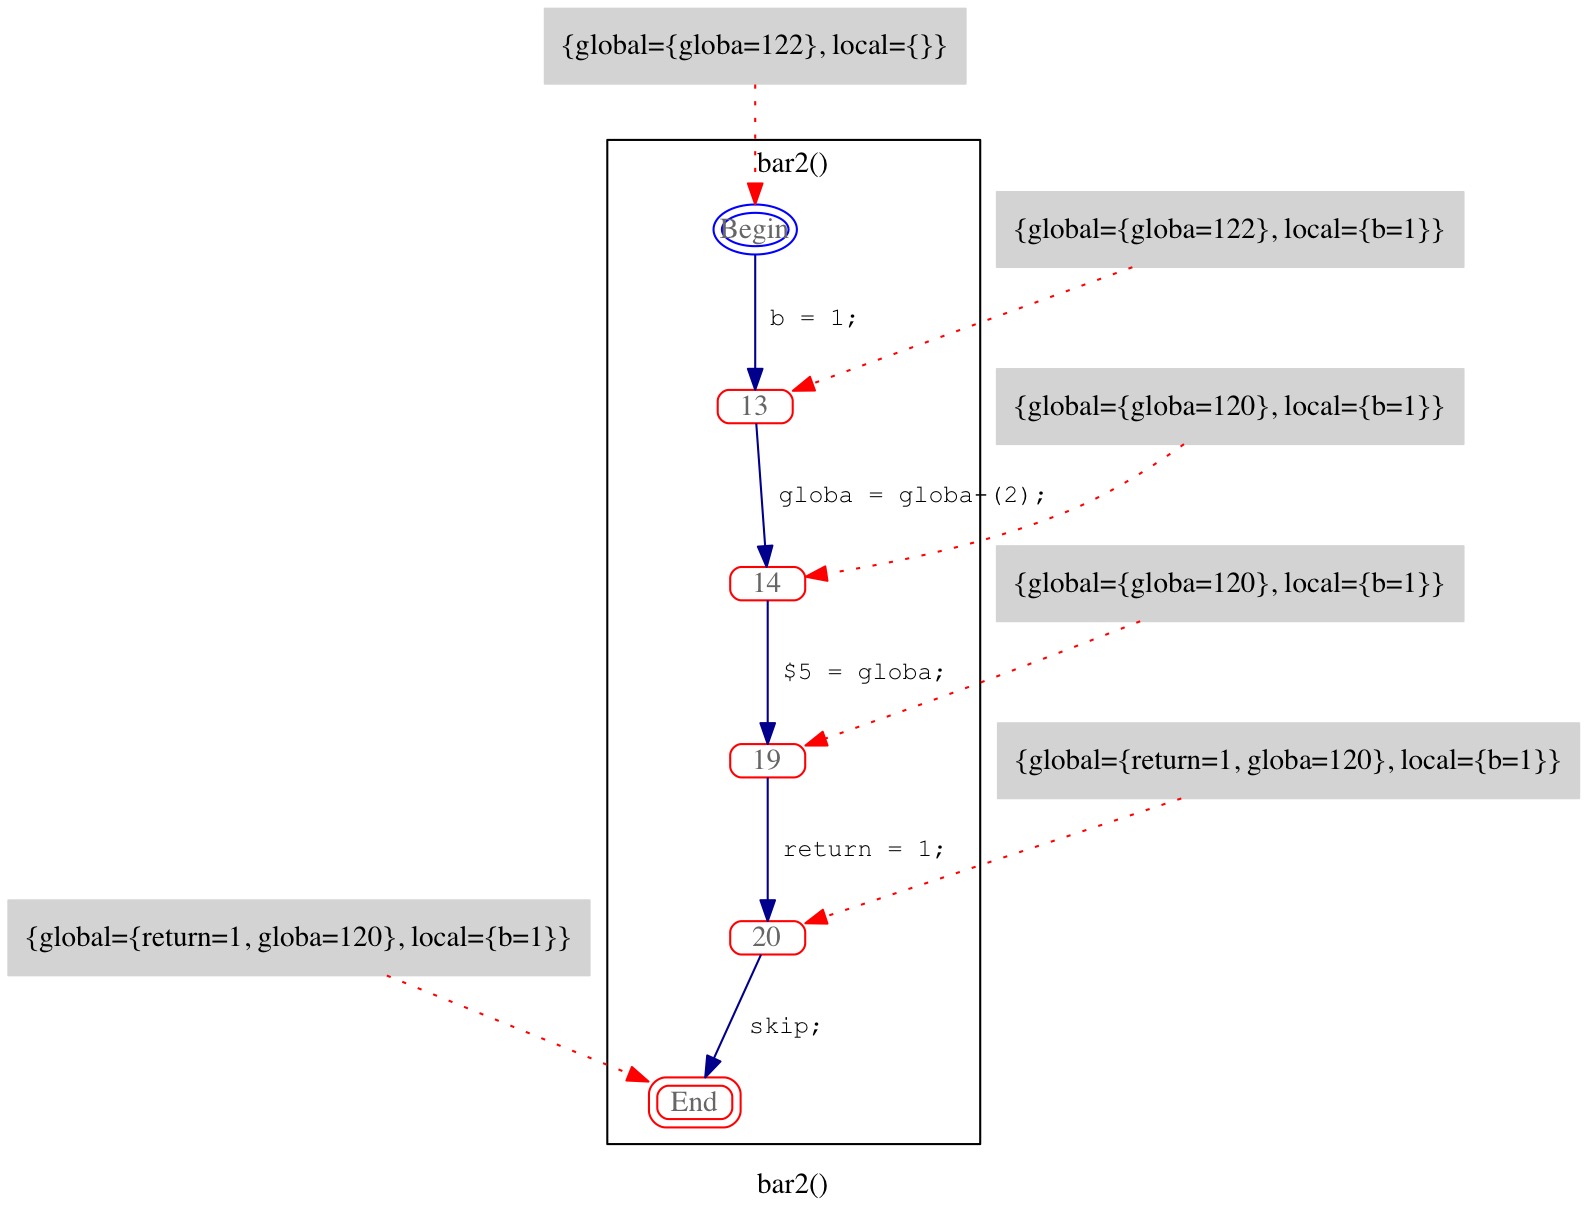 {global={globa=122}, local={}}
bar2()
Begin
{global={globa=122}, local={b=1}}
b = 1;
13
{global={globa=120}, local={b=1}}
globa = globa-(2);
14
{global={globa=120}, local={b=1}}
$5 = globa;
19
{global={return=1, globa=120}, local={b=1}}
return = 1;
20
{global={return=1, globa=120}, local={b=1}}
skip;
End
bar2()